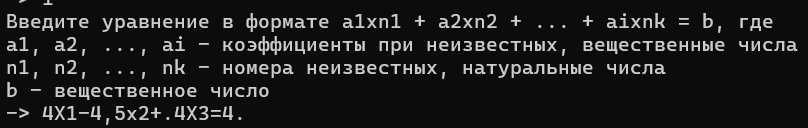 -> 1
Введите уравнение в формате a1xn1 + a2xn2 + ... + aixnk = b, где
a1, a2, ..., ai - коэффициенты при неизвестных, вещественные числа
n1, n2, ..., nk - номера неизвестных, натуральные числа
b - вещественное число
-> 4X1-4,5x2+.4X3=4.